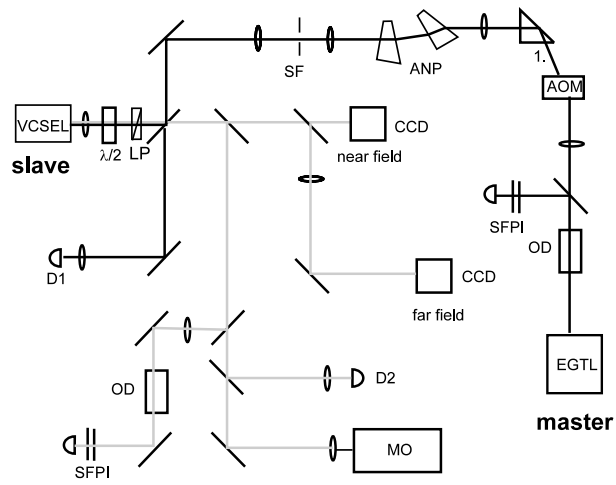 SF
ANP
1.
AOM
VCSEL
slave
λ/2
LP
CCD
near field
SFPI
OD
D1
CCD
far field
EGTL
master
OD
D2
SFPI
MO